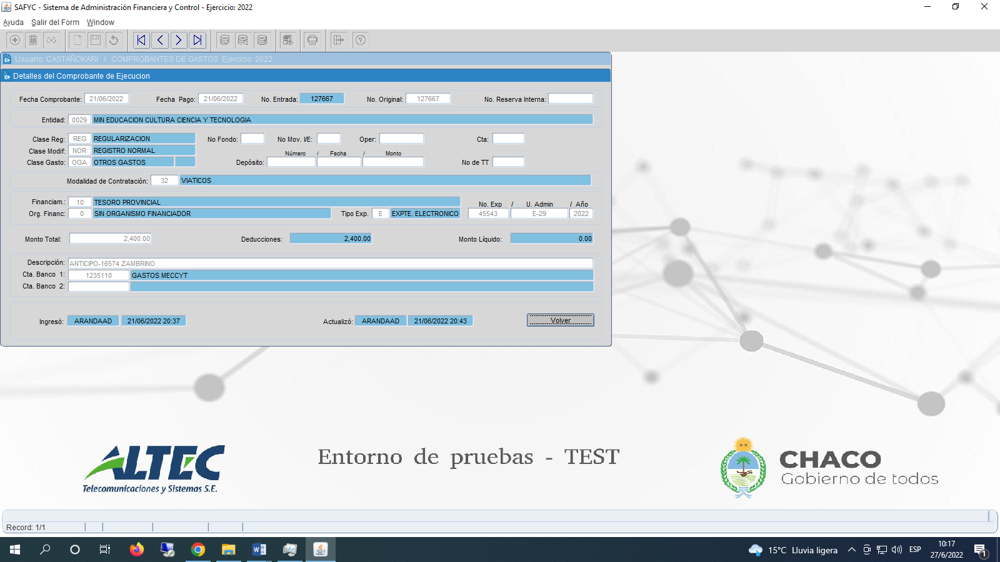 SAFYC - Sistema de Administración Financiera y Control - Ejercicio: 2022
Ayuda Salir del Form Window
Usuario: CASTAÑOKARI / COMPROBANTES DE GASTOS Ejercicio: 2022
Detalles del Comprobante de Ejecucion
Fecha Comprobante: 21/06/2022 Fecha Pago: 21/06/2022 No. Entrada: 127667 No. Original: 127667 No. Reserva Interna:
Entidad: 0029 MIN EDUCACION CULTURA CIENCIA Y TECNOLOGIA
Clase Reg: REG REGULARIZACION No Fondo: No Mov. I/E: Oper: Cta:
Clase Modif: NOR REGISTRO NORMAL
Número / Fecha / Monto
Clase Gasto: OGA OTROS GASTOS Depósito: No de TT
Modalidad de Contratación: 32 VIATICOS
Financiam.: 10 TESORO PROVINCIAL No. Exp / U. Admin / Año
Org. Financ: 0 SIN ORGANISMO FINANCIADOR Tipo Exp. E EXPTE. ELECTRONICO 45543 E-29 2022
Monto Total: 2,400.00 Deducciones: 2,400.00 Monto Líquido: 0.00
Descripción: ANTICIPO-16574 ZAMBRINO
Cta. Banco 1: 1235110 GASTOS MECCYT
Cta. Banco 2:
Ingresó: ARANDAAD 21/06/2022 20:37 Actualizó: ARANDAAD 21/06/2022 20:43 Volver
ALTEC
Telecomunicaciones y Sistemas S.E.
Entorno de pruebas - TEST
CHACO
Gobierno de todos
Record: 1/1
15°C Lluvia ligera ESP 10:17
27/6/2022 1